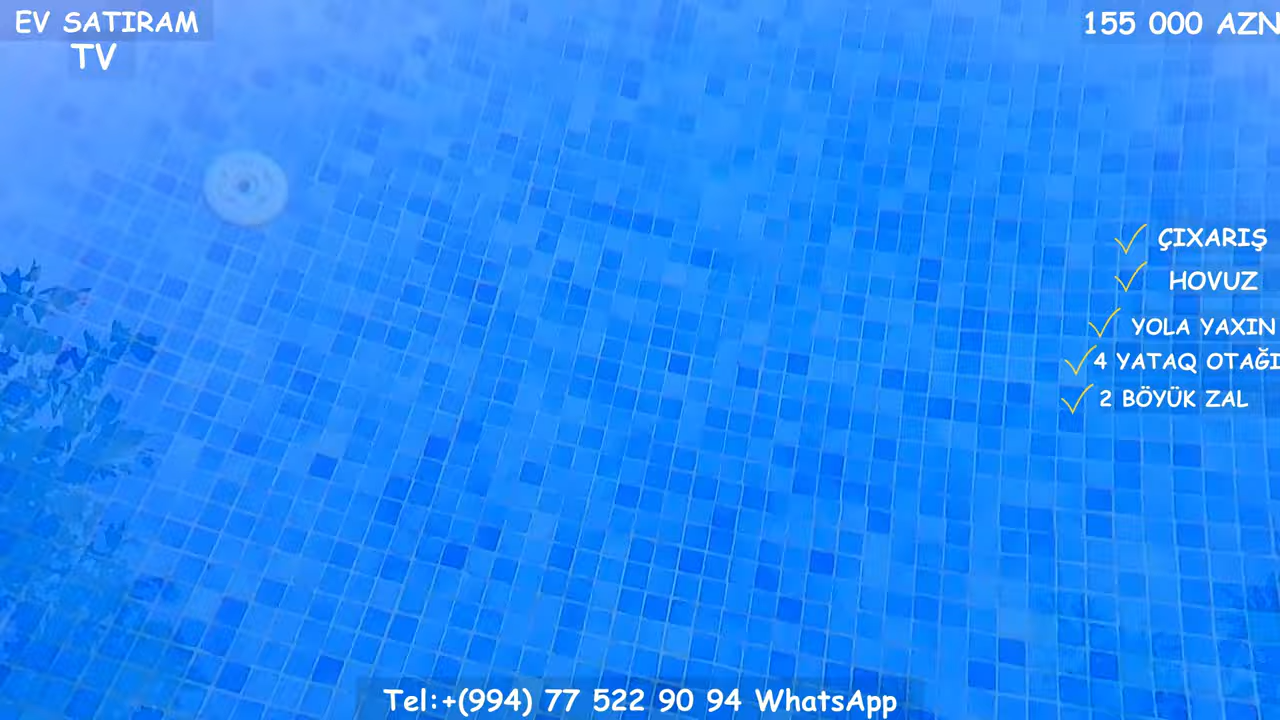 EV SATIRAM
TV
155 000 AZN
ÇIXARIŞ
HOVUZ
YOLA YAXIN
4 YATAQ OTAĞI
2 BÖYÜK ZAL
Tel:+(994) 77 522 90 94 WhatsApp